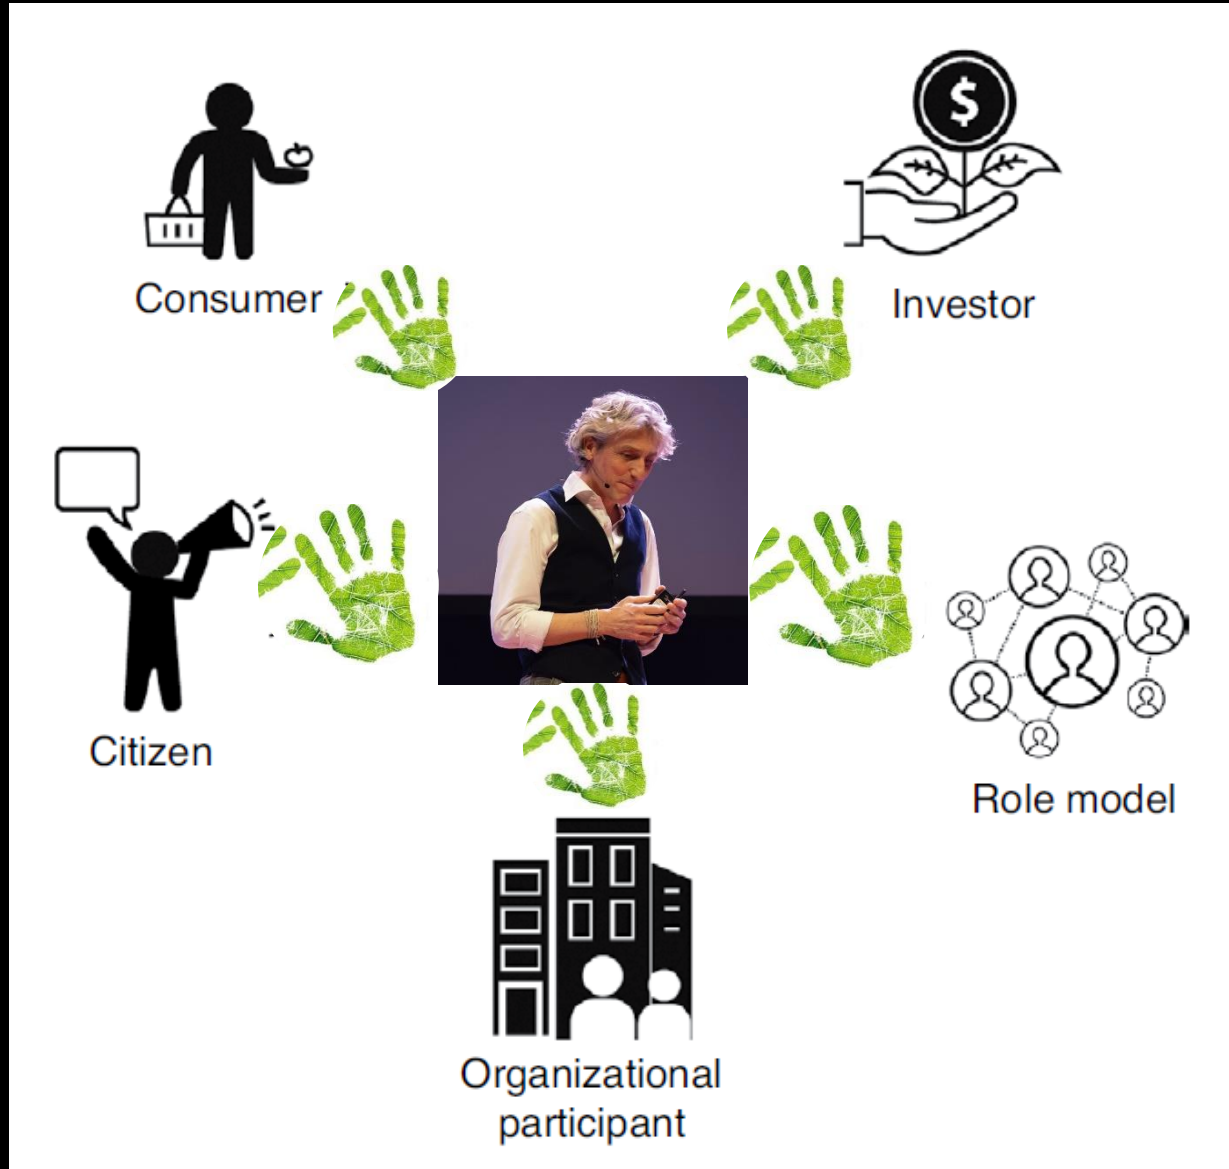 $
Consumer
Investor
Citizen
Role model
Organizational
participant